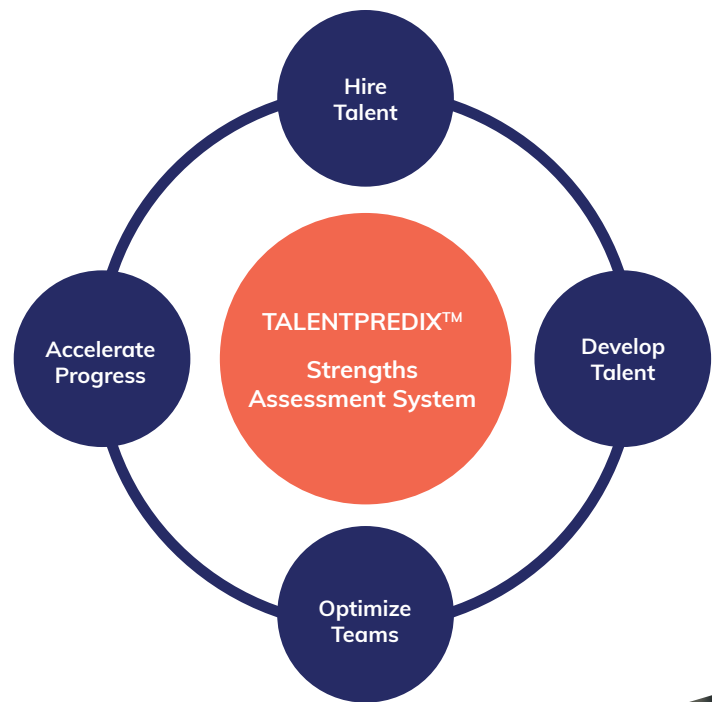 Hire
Talent
TALENTPREDIX™
Strengths
Assessment System
Accelerate
Progress
Develop
Talent
Optimize
Teams